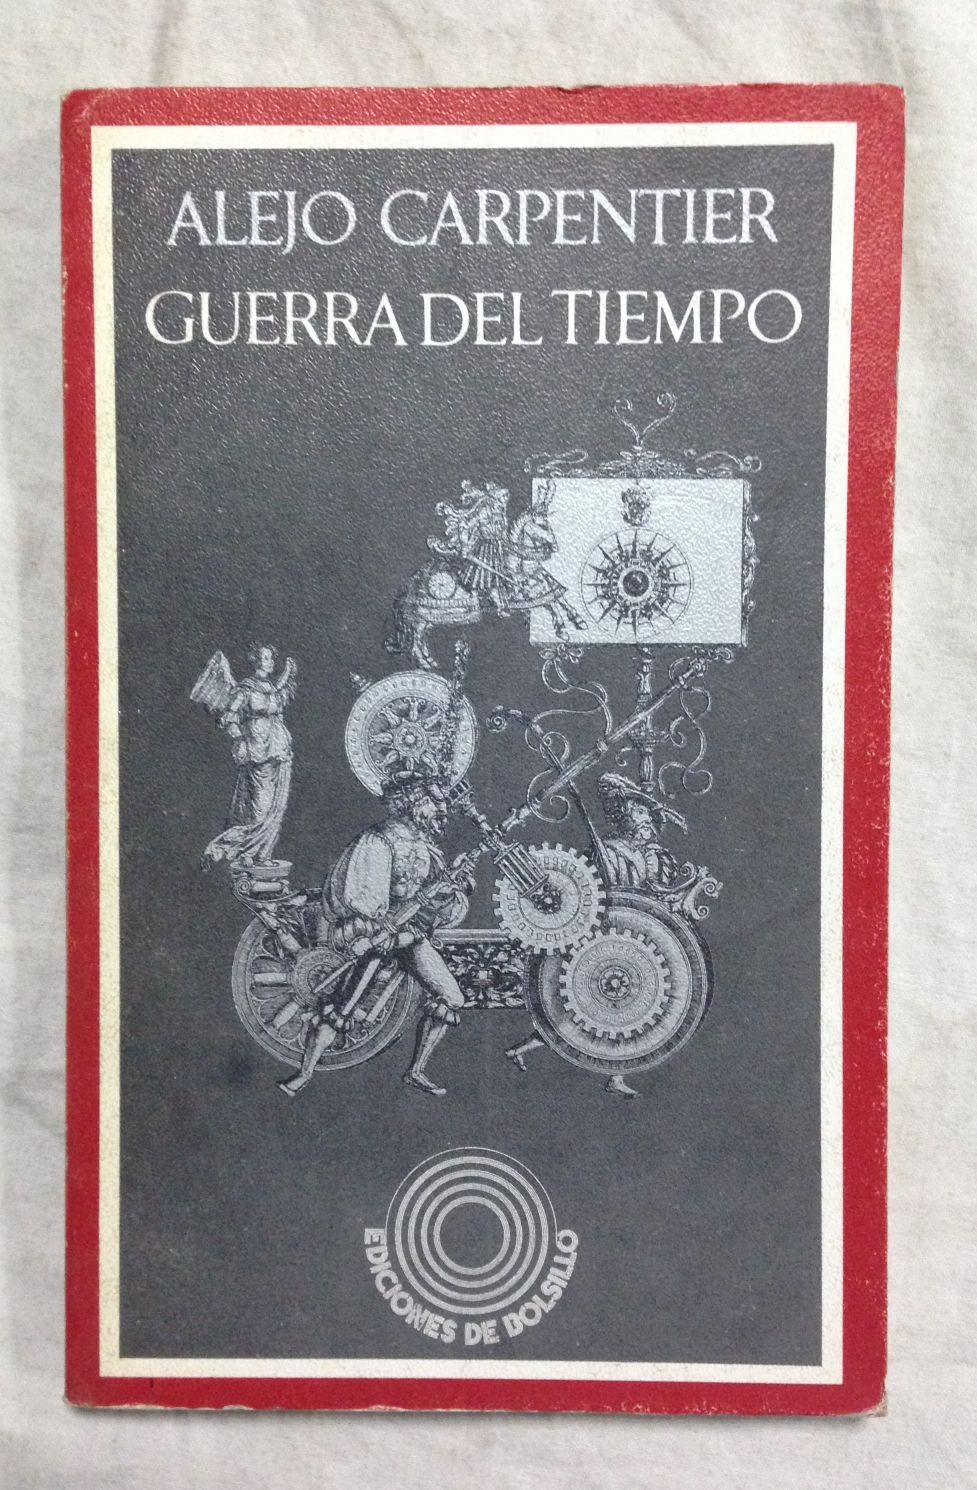 ALEJO CARPENTIER
GUERRA DEL TIEMPO
EDICIONES DE BOLSILLO